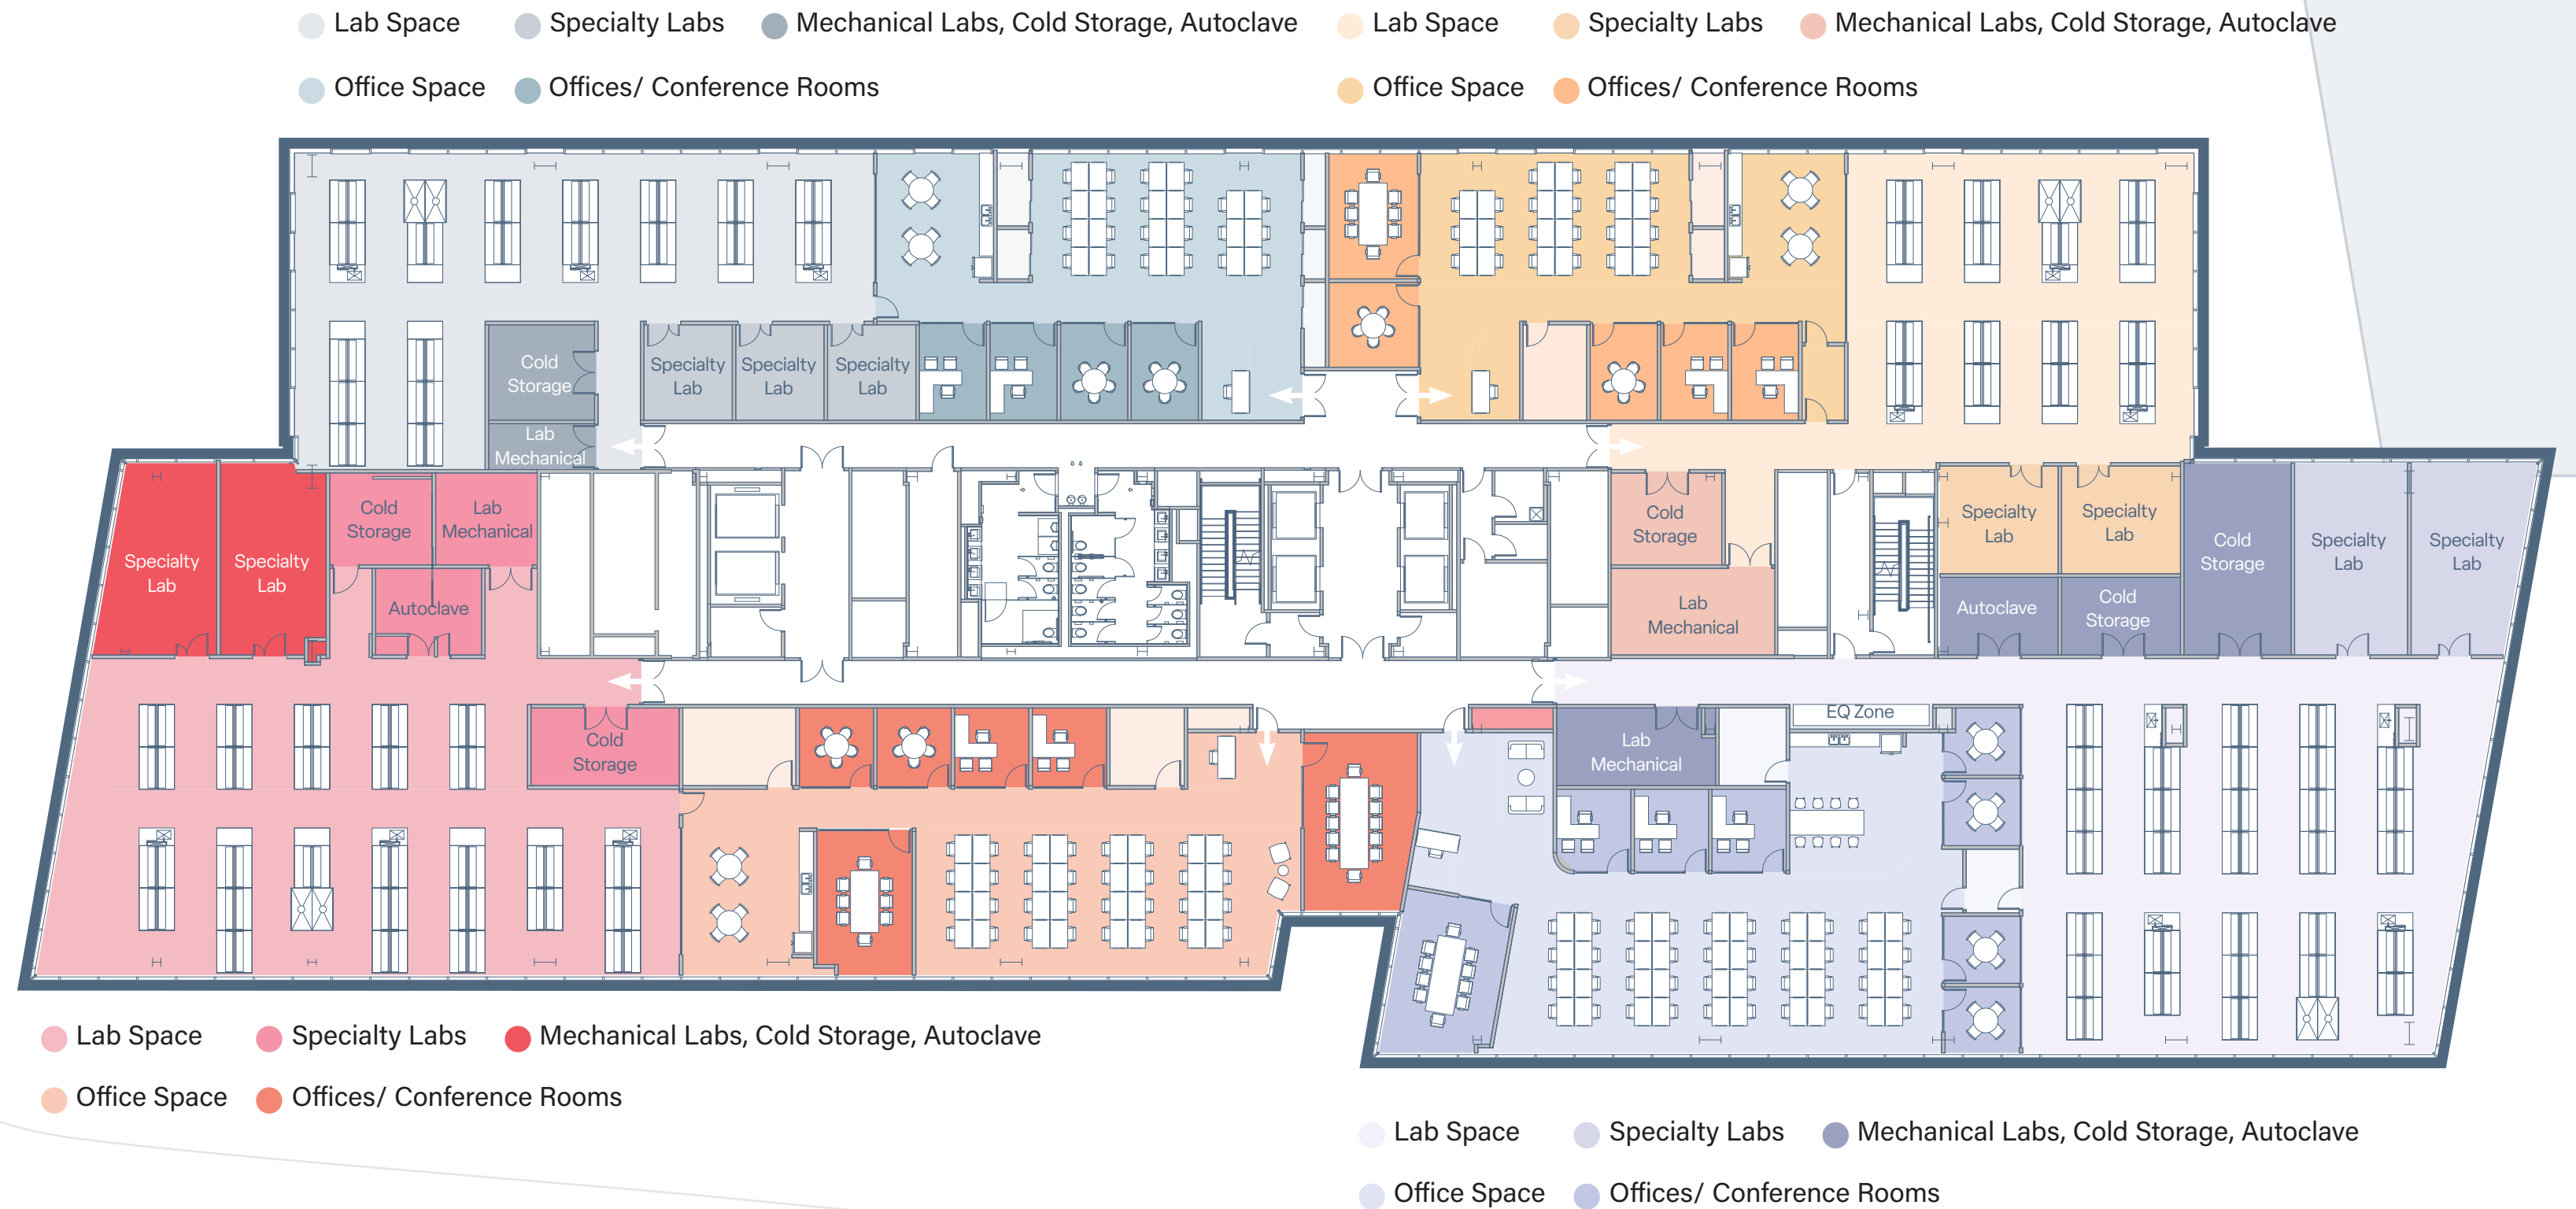 Lab Space Specialty Labs Mechanical Labs, Cold Storage, Autoclave
Office Space Offices/ Conference Rooms
Lab Space Specialty Labs Mechanical Labs, Cold Storage, Autoclave
Office Space Offices/ Conference Rooms
Cold
Storage
Lab
Mechanical
Specialty
Lab
Specialty
Lab
Specialty
Lab
Specialty
Lab
Specialty
Lab
Cold
Storage
Lab
Mechanical
Autoclave
Cold
Storage
Lab
Mechanical
Specialty
Lab
Specialty
Lab
Autoclave
Cold
Storage
Cold
Storage
Specialty
Lab
Specialty
Lab
Cold
Storage
Lab
Mechanical
EQ Zone
Lab Space Specialty Labs Mechanical Labs, Cold Storage, Autoclave
Office Space Offices/ Conference Rooms
Lab Space Specialty Labs Mechanical Labs, Cold Storage, Autoclave
Office Space Offices/ Conference Rooms